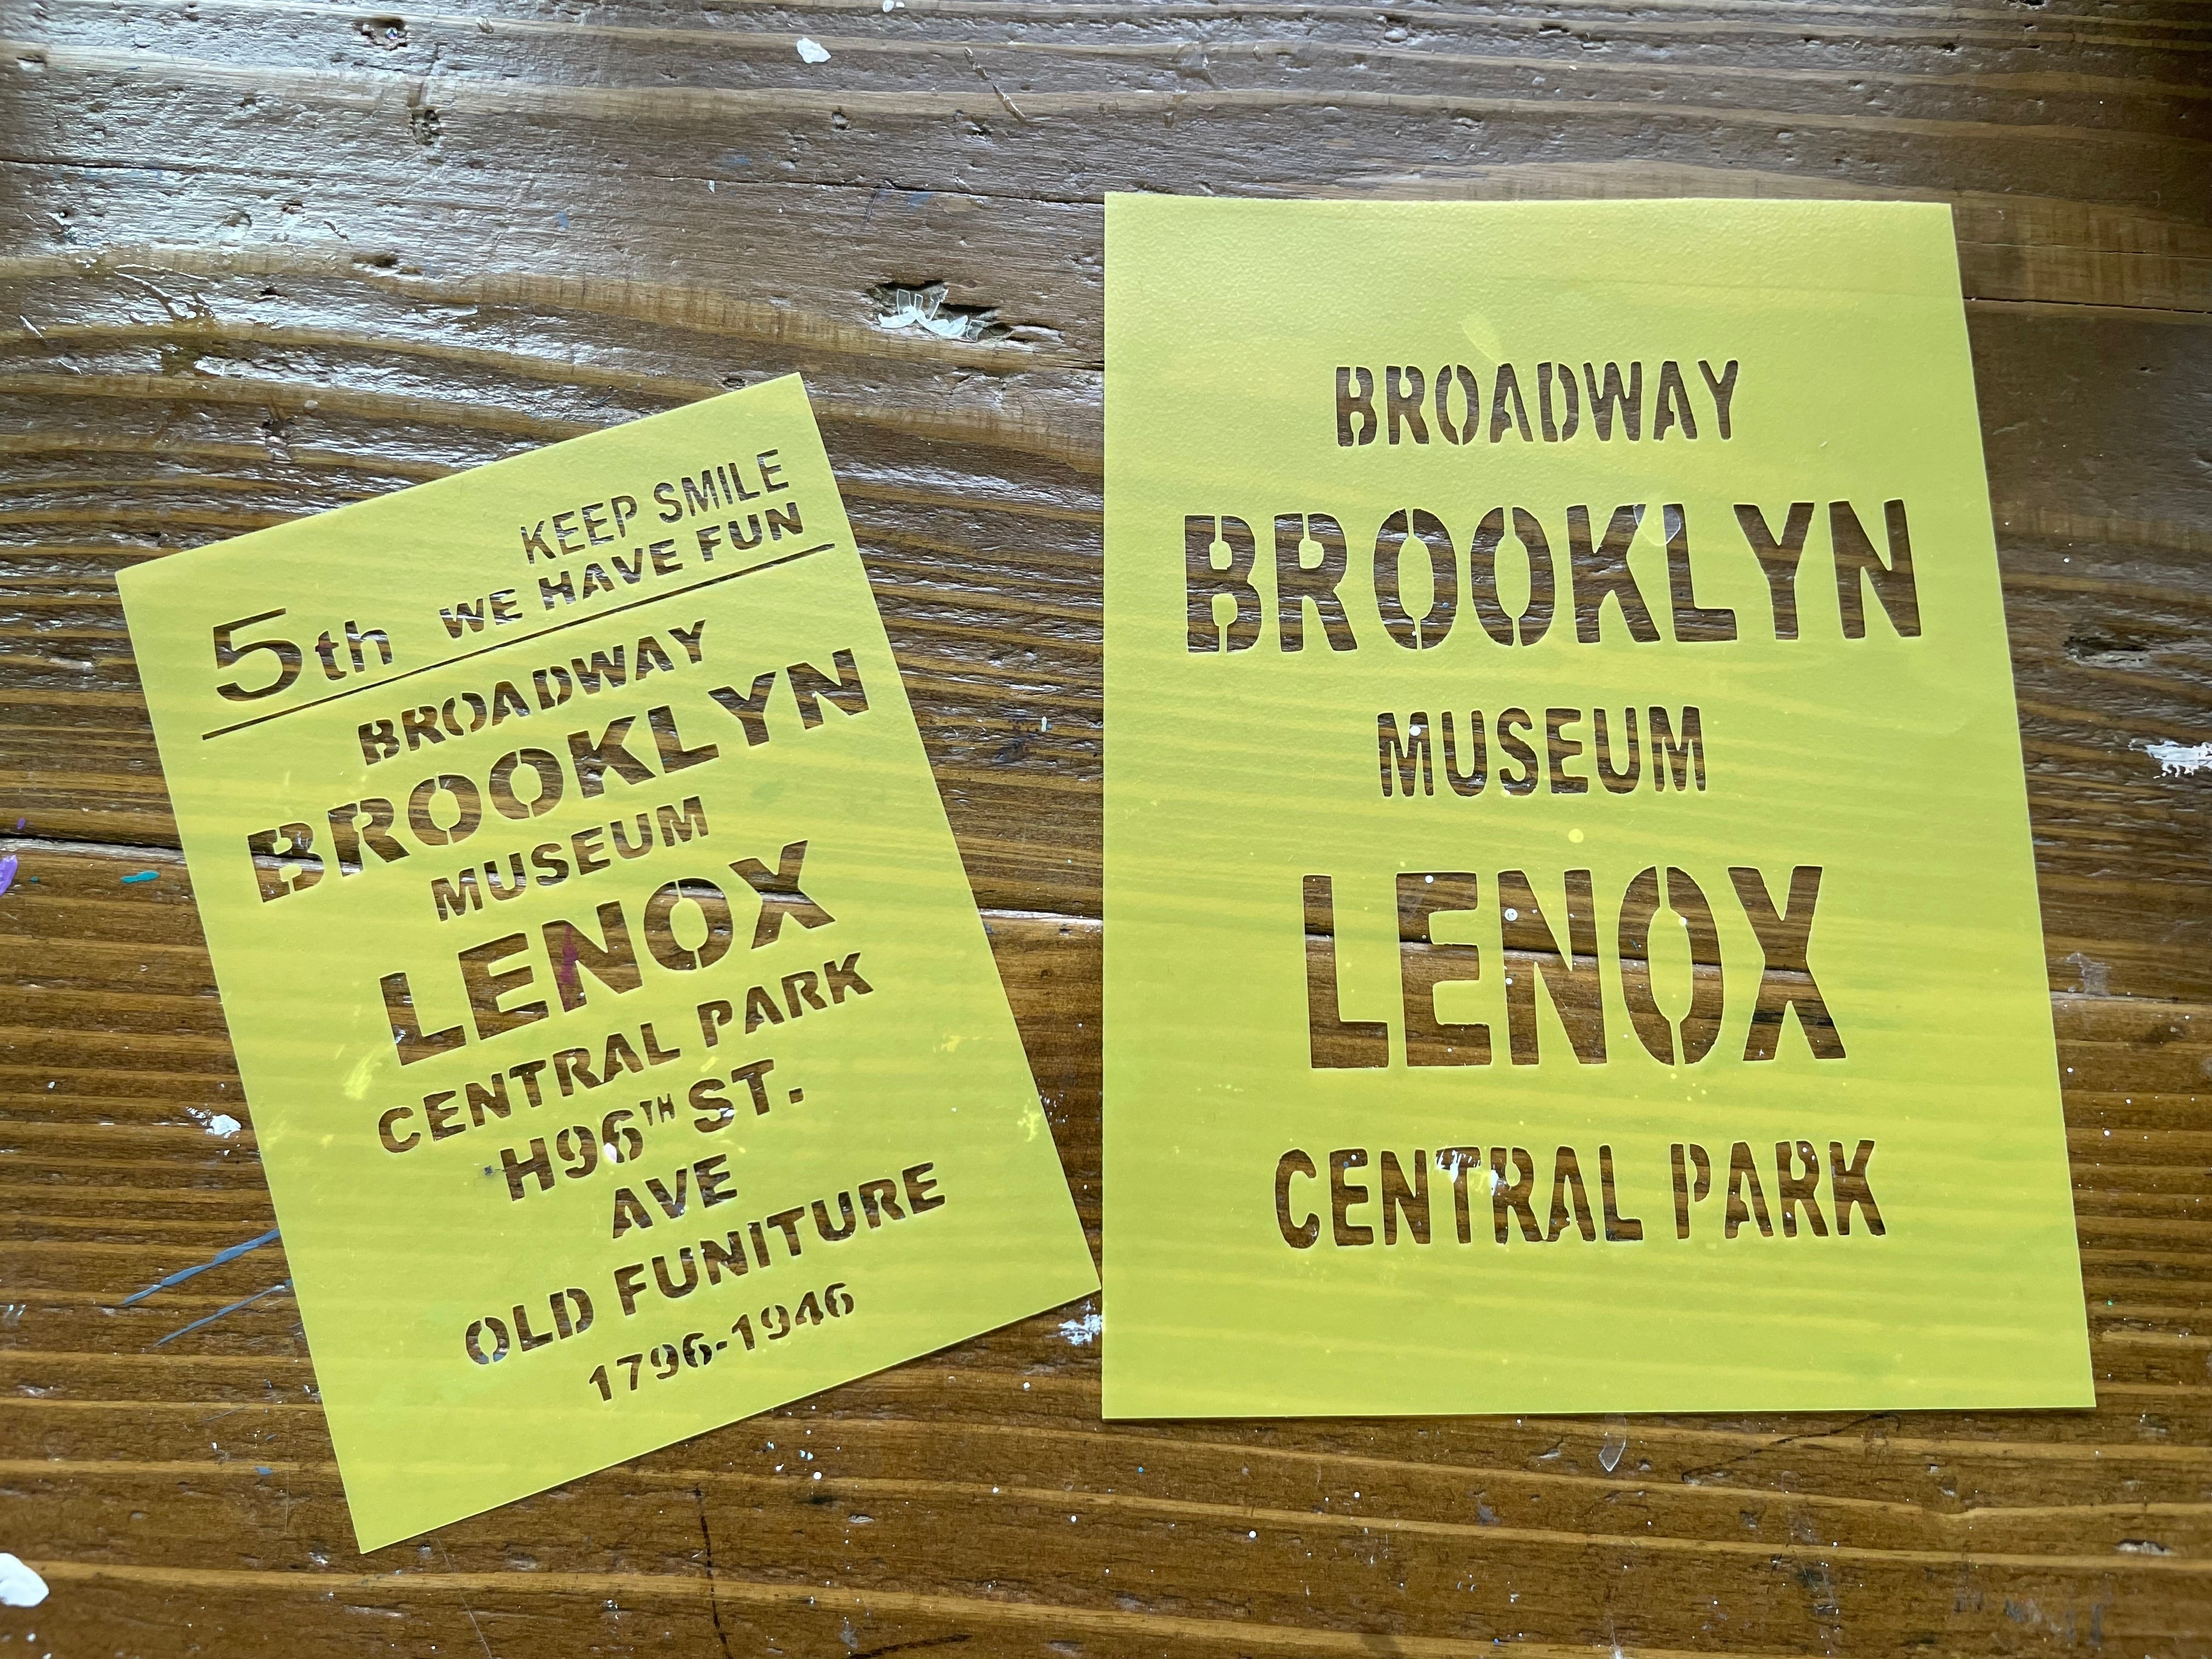 KEEP SMILE
5th WE HAVE FUN
BROADWAY
BROOKLYN
MUSEUM
LENOX
CENTRAL PARK
H96TH ST.
AVE
OLD FUNITURE
1796-1946
BROADWAY
BROOKLYN
MUSEUM
LENOX
CENTRAL PARK